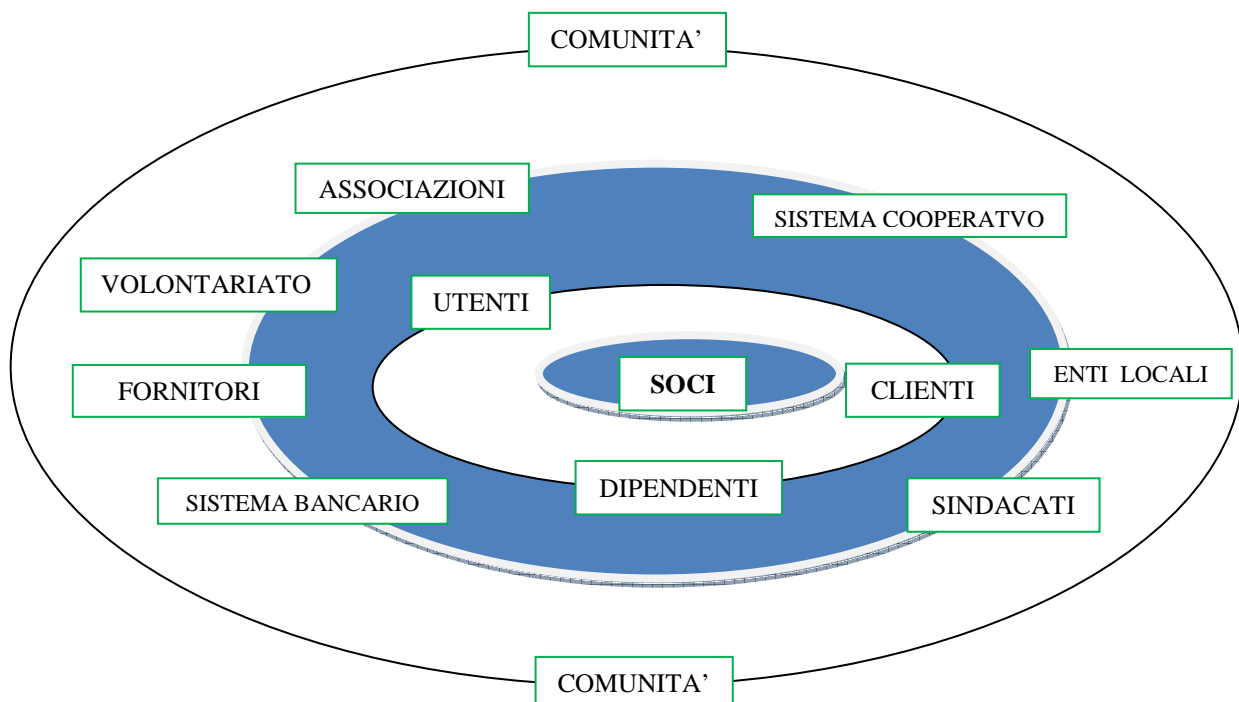 COMUNITA’
ASSOCIAZIONI
SISTEMA COOPERATVO
VOLONTARIATO
UTENTI
FORNITORI
SOCI
CLIENTI
ENTI LOCALI
SISTEMA BANCARIO
DIPENDENTI
SINDACATI
COMUNITA’